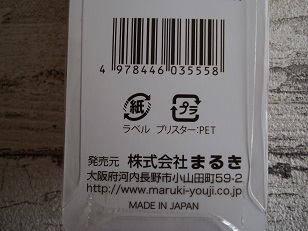 4 978446 035558
紙 プラ
ラベル ブリスター:PET
発売元 株式会社まるき
大阪府河内長野市小山田町59-2
http://www.maruki-youji.co.jp
MADE IN JAPAN